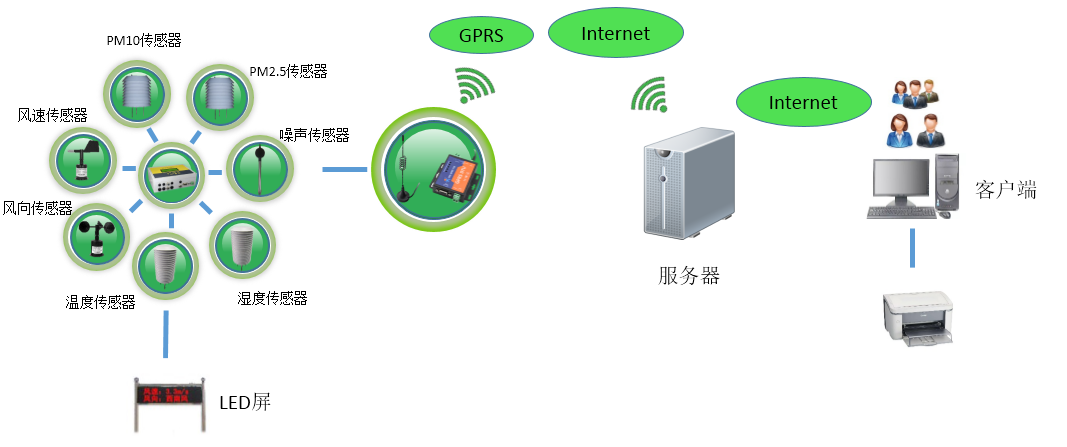 GPRS
Internet
PM10传感器
PM2.5传感器
Internet
风速传感器
噪声传感器
客户端
风向传感器
服务器
温度传感器
湿度传感器
LED屏